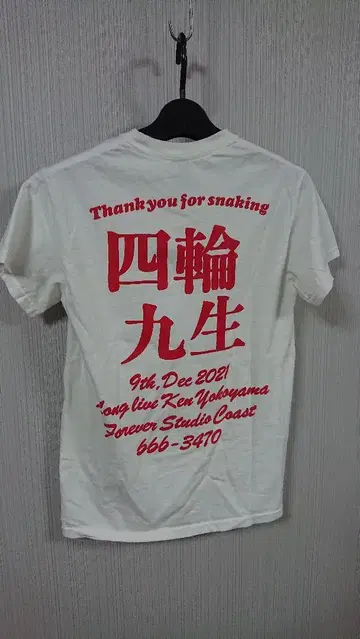 Thank you for snaking
四輪
九生
9th, Dec 2021
Long live Ken Yokoyama
Forever Studio Coast
666-3470